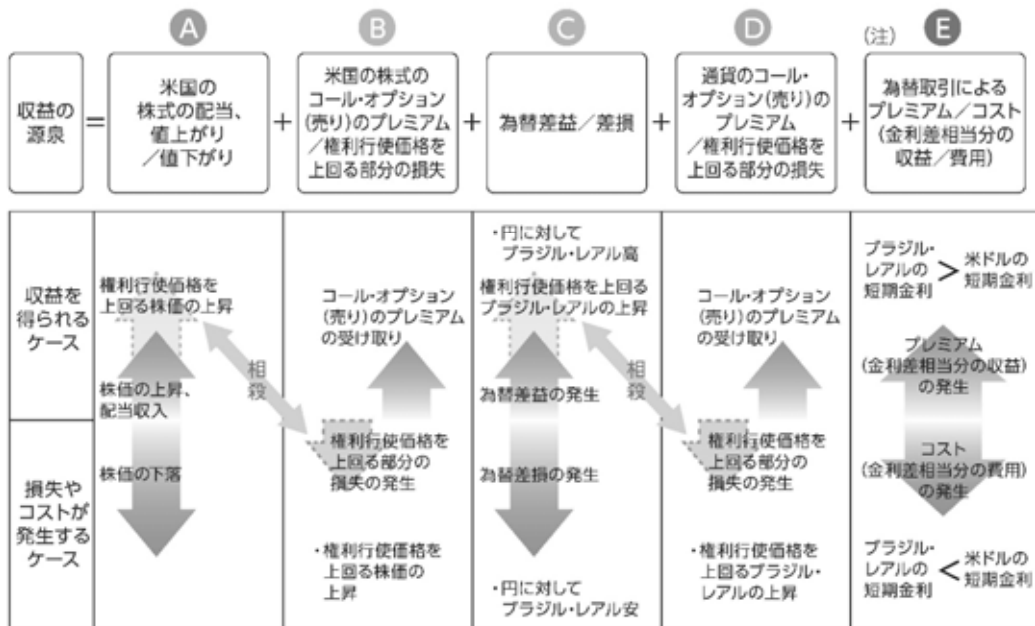 A
B
C
D
(注) E
収益の
源泉
=
米国の
株式の配当、
値上がり
/値下がり
+
米国の株式の
コール・オプション
(売り)のプレミアム
/権利行使価格を
上回る部分の損失
+
為替差益/差損
+
通貨のコール・
オプション(売り)の
プレミアム
/権利行使価格を
上回る部分の損失
+
為替取引による
プレミアム/コスト
(金利差相当分の
収益/費用)
収益を
得られる
ケース
損失や
コストが
発生する
ケース
権利行使価格を
上回る株価の上昇
株価の上昇、
配当収入
株価の下落
相殺
コール・オプション
(売り)のプレミアム
の受け取り
権利行使価格を
上回る部分の
損失の発生
・権利行使価格を
上回る株価の
上昇
・円に対して
ブラジル・レアル高
権利行使価格を上回る
ブラジル・レアルの上昇
為替差益の発生
為替差損の発生
・円に対して
ブラジル・レアル安
相殺
コール・オプション
(売り)のプレミアム
の受け取り
権利行使価格を
上回る部分の
損失の発生
・権利行使価格を
上回るブラジル・
レアルの上昇
ブラジル・
レアルの
短期金利
>
米ドルの
短期金利
プレミアム
(金利差相当分の収益)
の発生
コスト
(金利差相当分の費用)
の発生
ブラジル・
レアルの
短期金利
<
米ドルの
短期金利